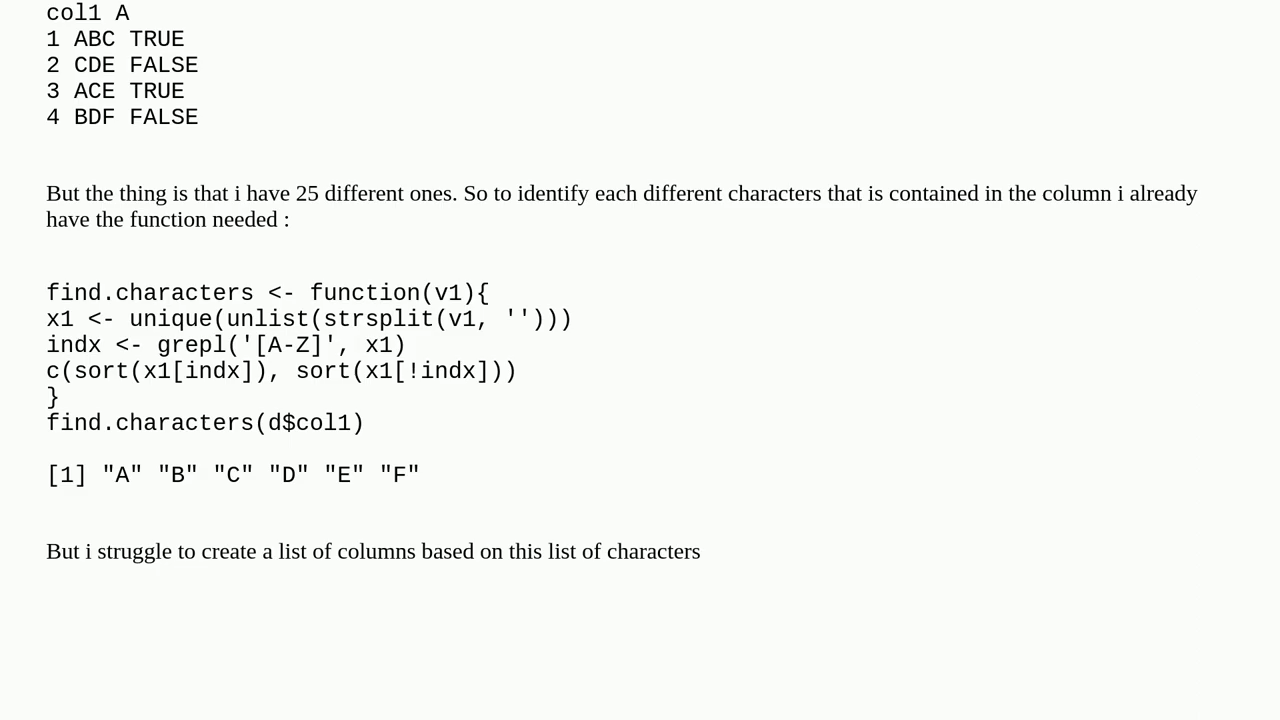 col1 A
1 ABC TRUE
2 CDE FALSE
3 ACE TRUE
4 BDF FALSE
But the thing is that i have 25 different ones. So to identify each different characters that is contained in the column i already
have the function needed :
find.characters <- function(v1){
x1 <- unique(unlist(strsplit(v1, '')))
indx <- grepl('[A-Z]', x1)
c(sort(x1[indx]), sort(x1[!indx]))
}
find.characters(d$col1)
[1] "A" "B" "C" "D" "E" "F"
But i struggle to create a list of columns based on this list of characters